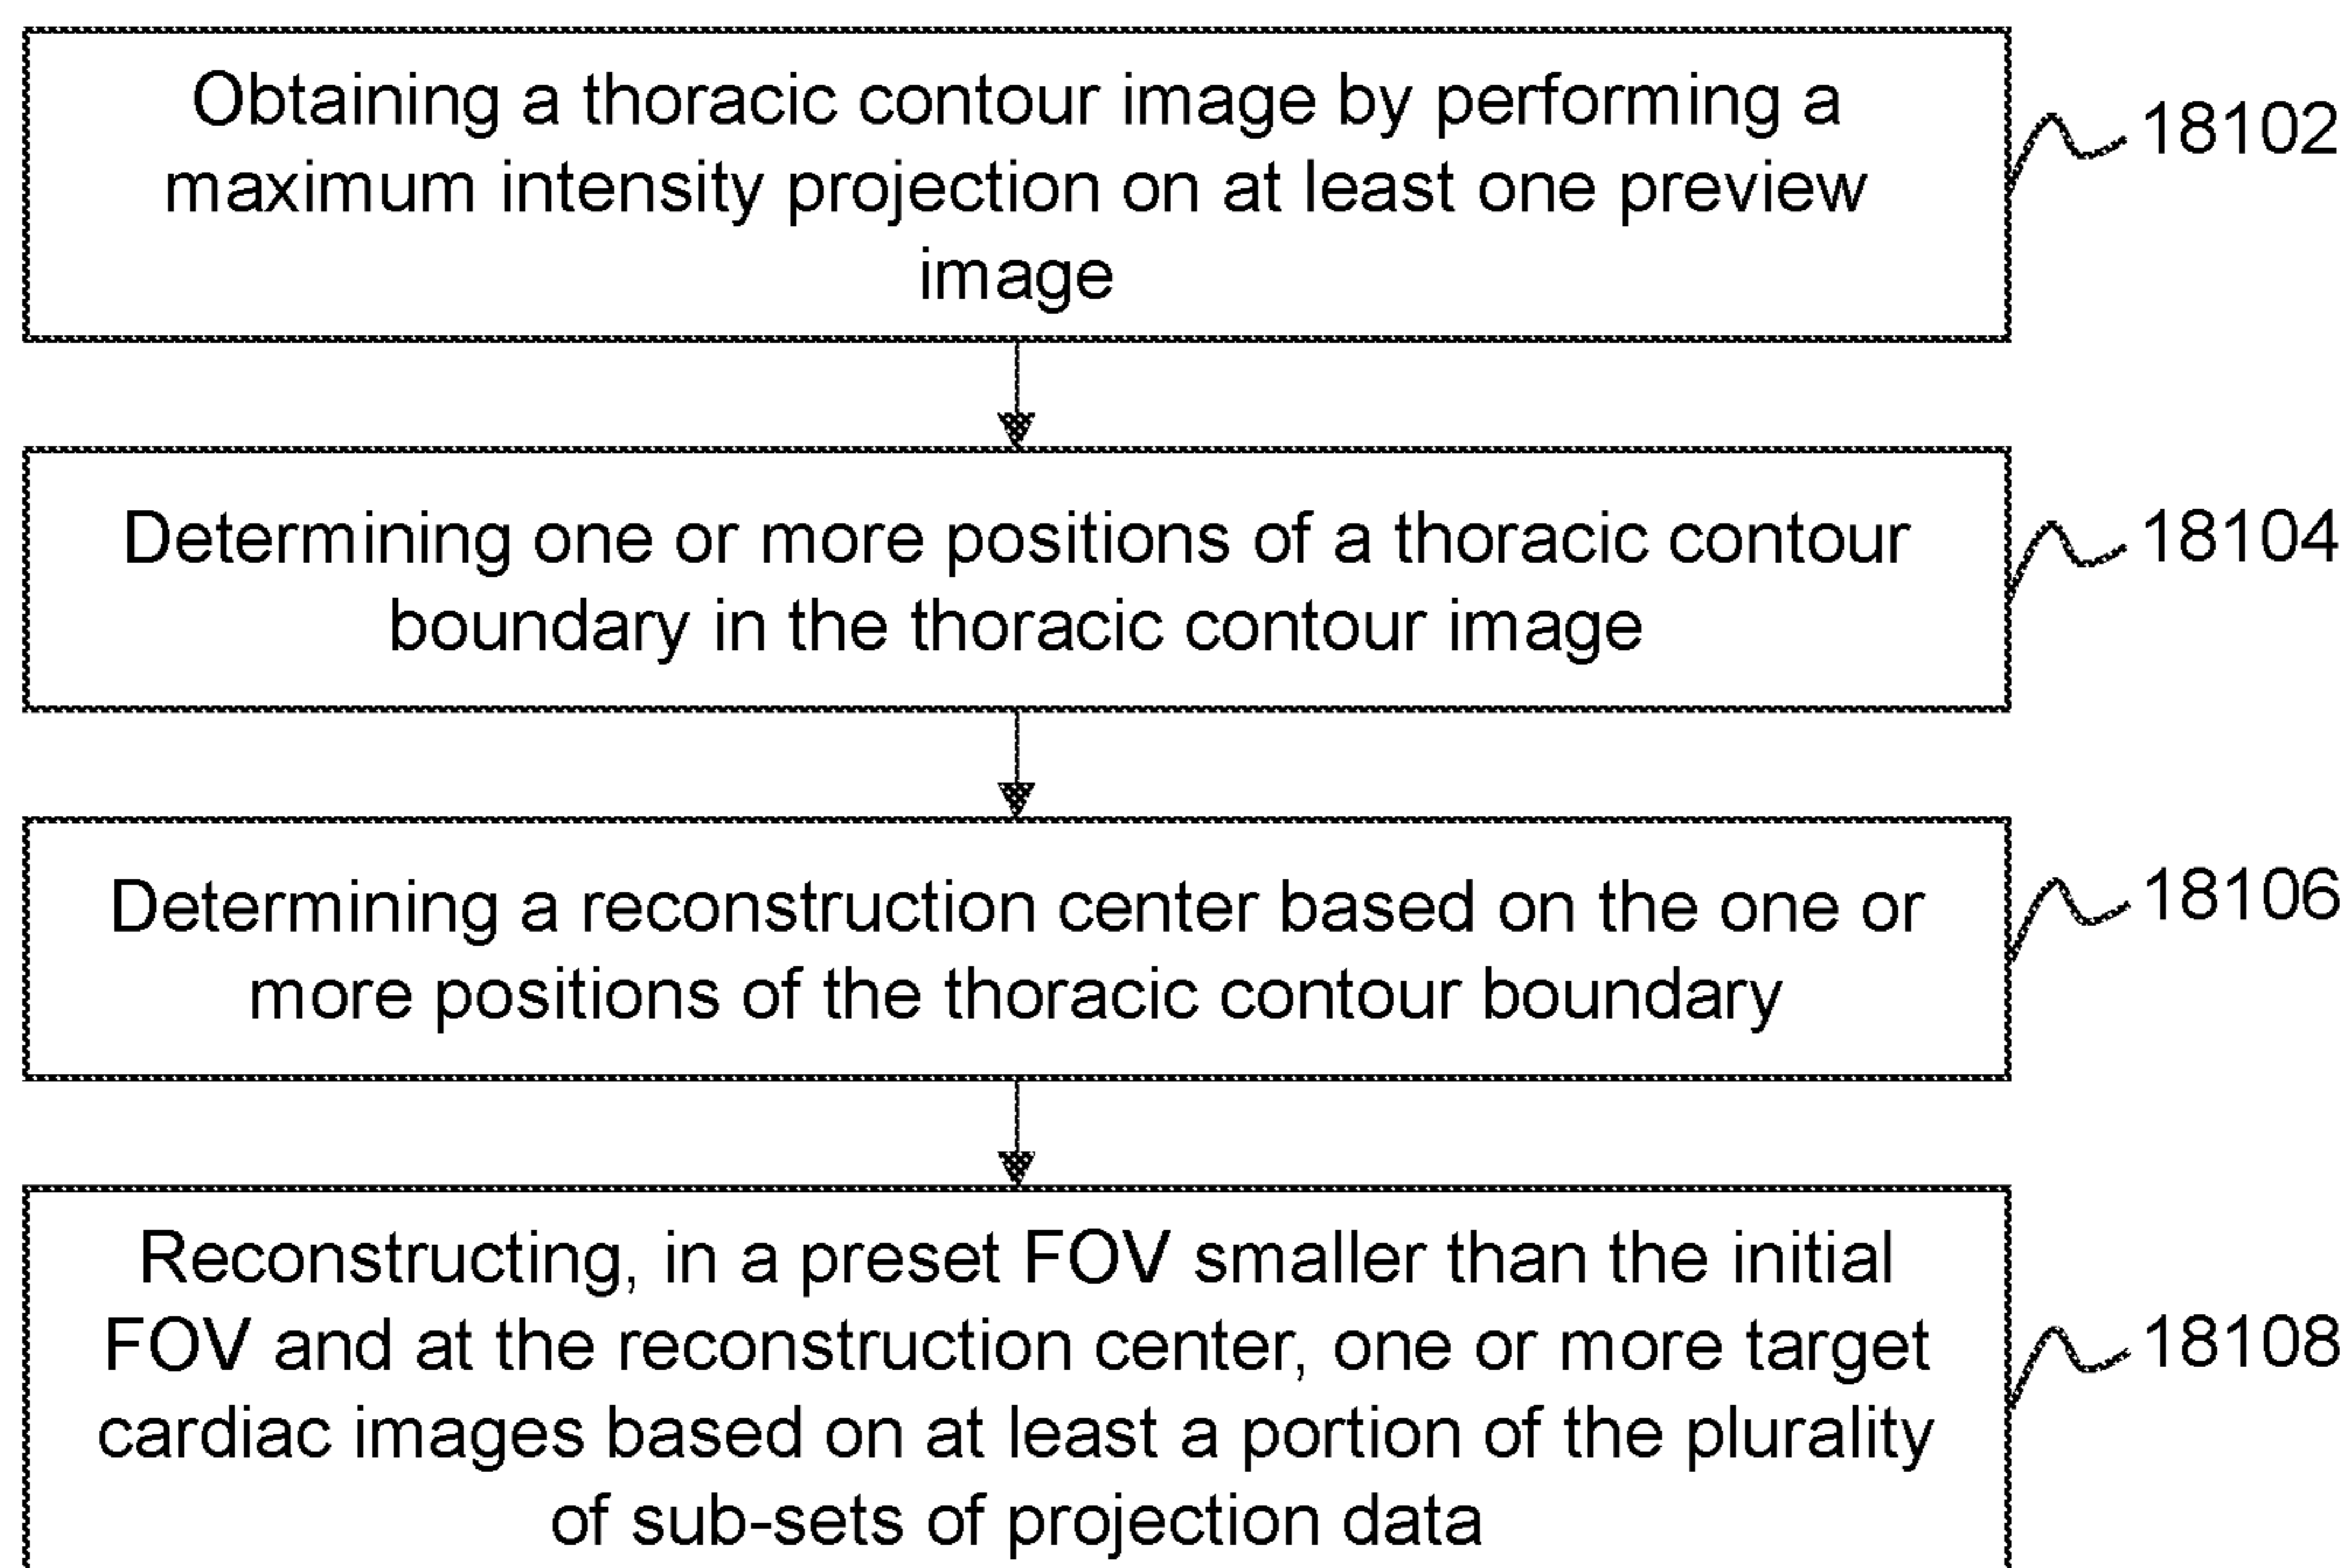 Obtaining a thoracic contour image by performing a
maximum intensity projection on at least one preview
image
18102
Determining one or more positions of a thoracic contour
boundary in the thoracic contour image
18104
Determining a reconstruction center based on the one or
more positions of the thoracic contour boundary
18106
Reconstructing, in a preset FOV smaller than the initial
FOV and at the reconstruction center, one or more target
cardiac images based on at least a portion of the plurality
of sub-sets of projection data
18108